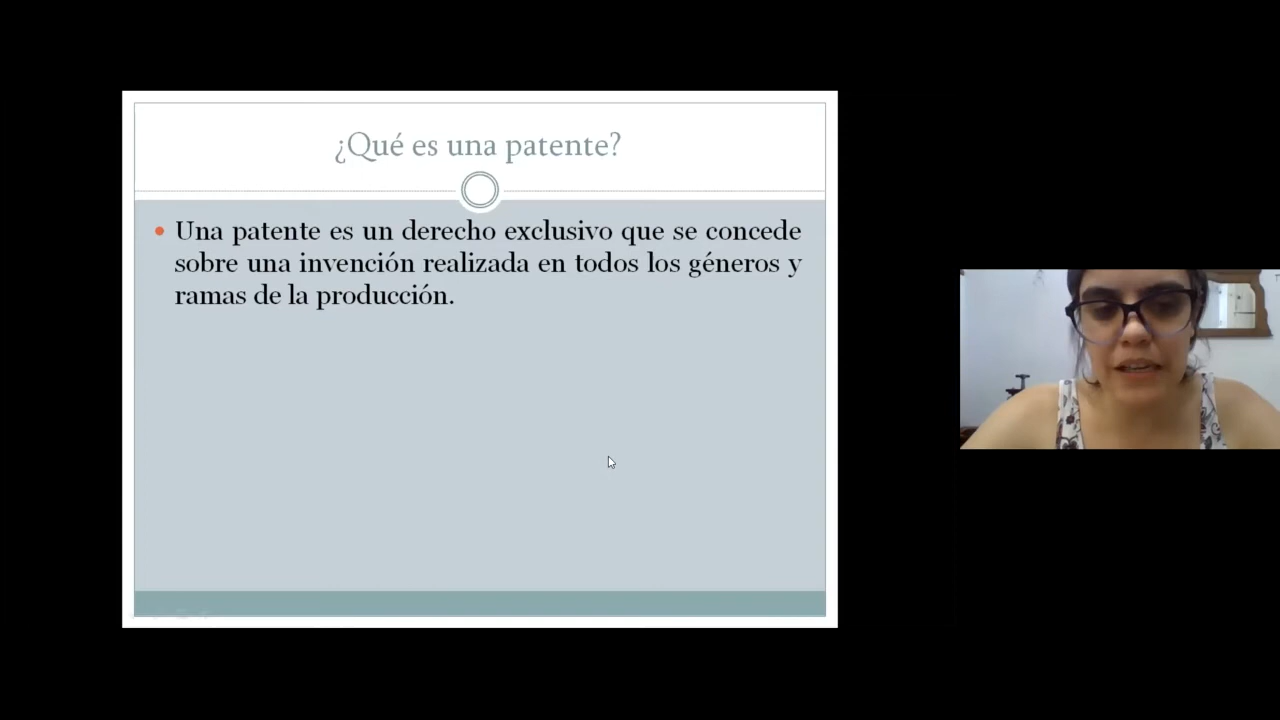 ¿Qué es una patente?
Una patente es un derecho exclusivo que se concede
sobre una invención realizada en todos los géneros y
ramas de la producción.